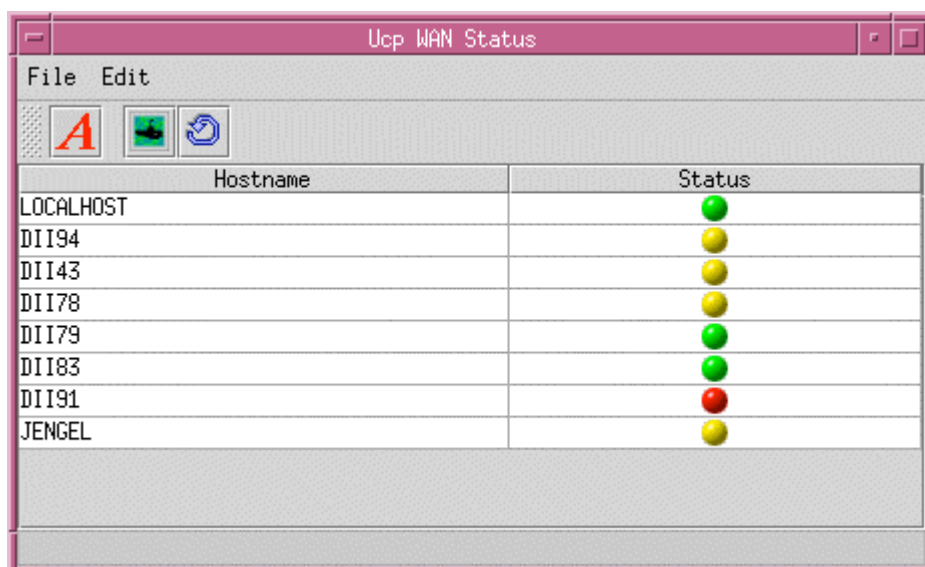 Ucp WAN Status
File Edit
A
Hostname Status
LOCALHOST
DII94
DII43
DII78
DII79
DII83
DII91
JENGEL